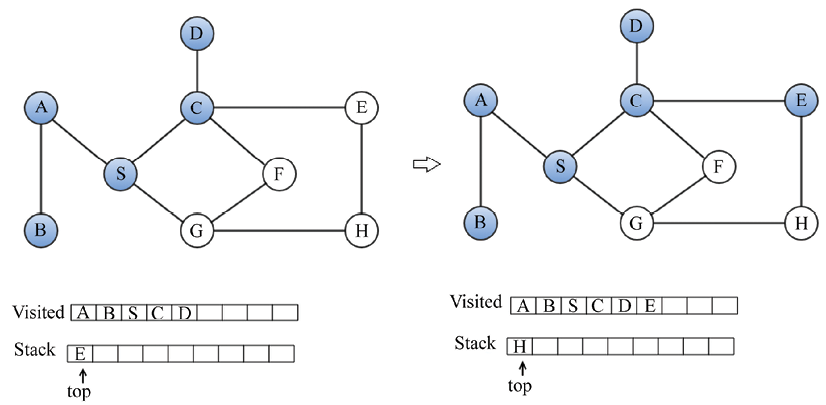 D
A
C
E
S
F
B
G
H
Visited A B S C D
Stack E
top
D
A
C
E
S
F
B
G
H
Visited A B S C D E
Stack H
top